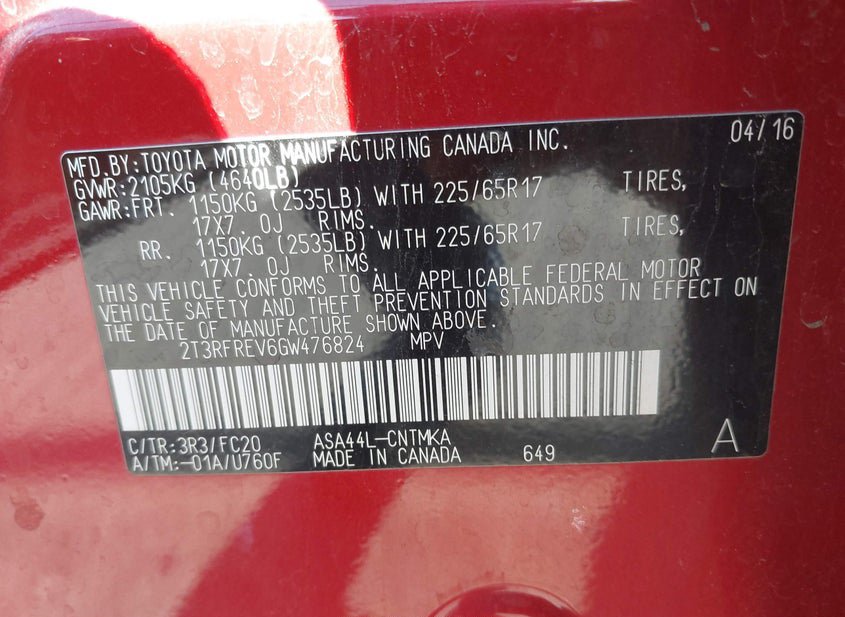 MFD.BY:TOYOTA MOTOR MANUFACTURING CANADA INC. 04/16
GVWR:2105KG (4640LB)
GAWR:FRT. 1150KG (2535LB) WITH 225/65R17 TIRES,
17X7.0J RIMS.
RR. 1150KG (2535LB) WITH 225/65R17 TIRES,
17X7.0J RIMS.
THIS VEHICLE CONFORMS TO ALL APPLICABLE FEDERAL MOTOR
VEHICLE SAFETY AND THEFT PREVENTION STANDARDS IN EFFECT ON
THE DATE OF MANUFACTURE SHOWN ABOVE.
2T3RFREV6GW476824 MPV
C/TR:3R3/FC20 ASA44L-CNTMKA
A/TM:-01A/U760F MADE IN CANADA 649 A